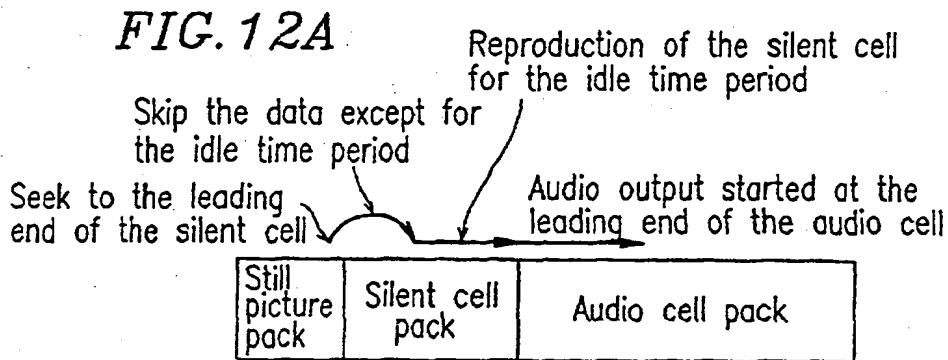 FIG. 12A
Reproduction of the silent cell
for the idle time period
Skip the data except for
the idle time period
Seek to the leading
end of the silent cell
Audio output started at the
leading end of the audio cell
Still
picture
pack
Silent cell
pack
Audio cell pack